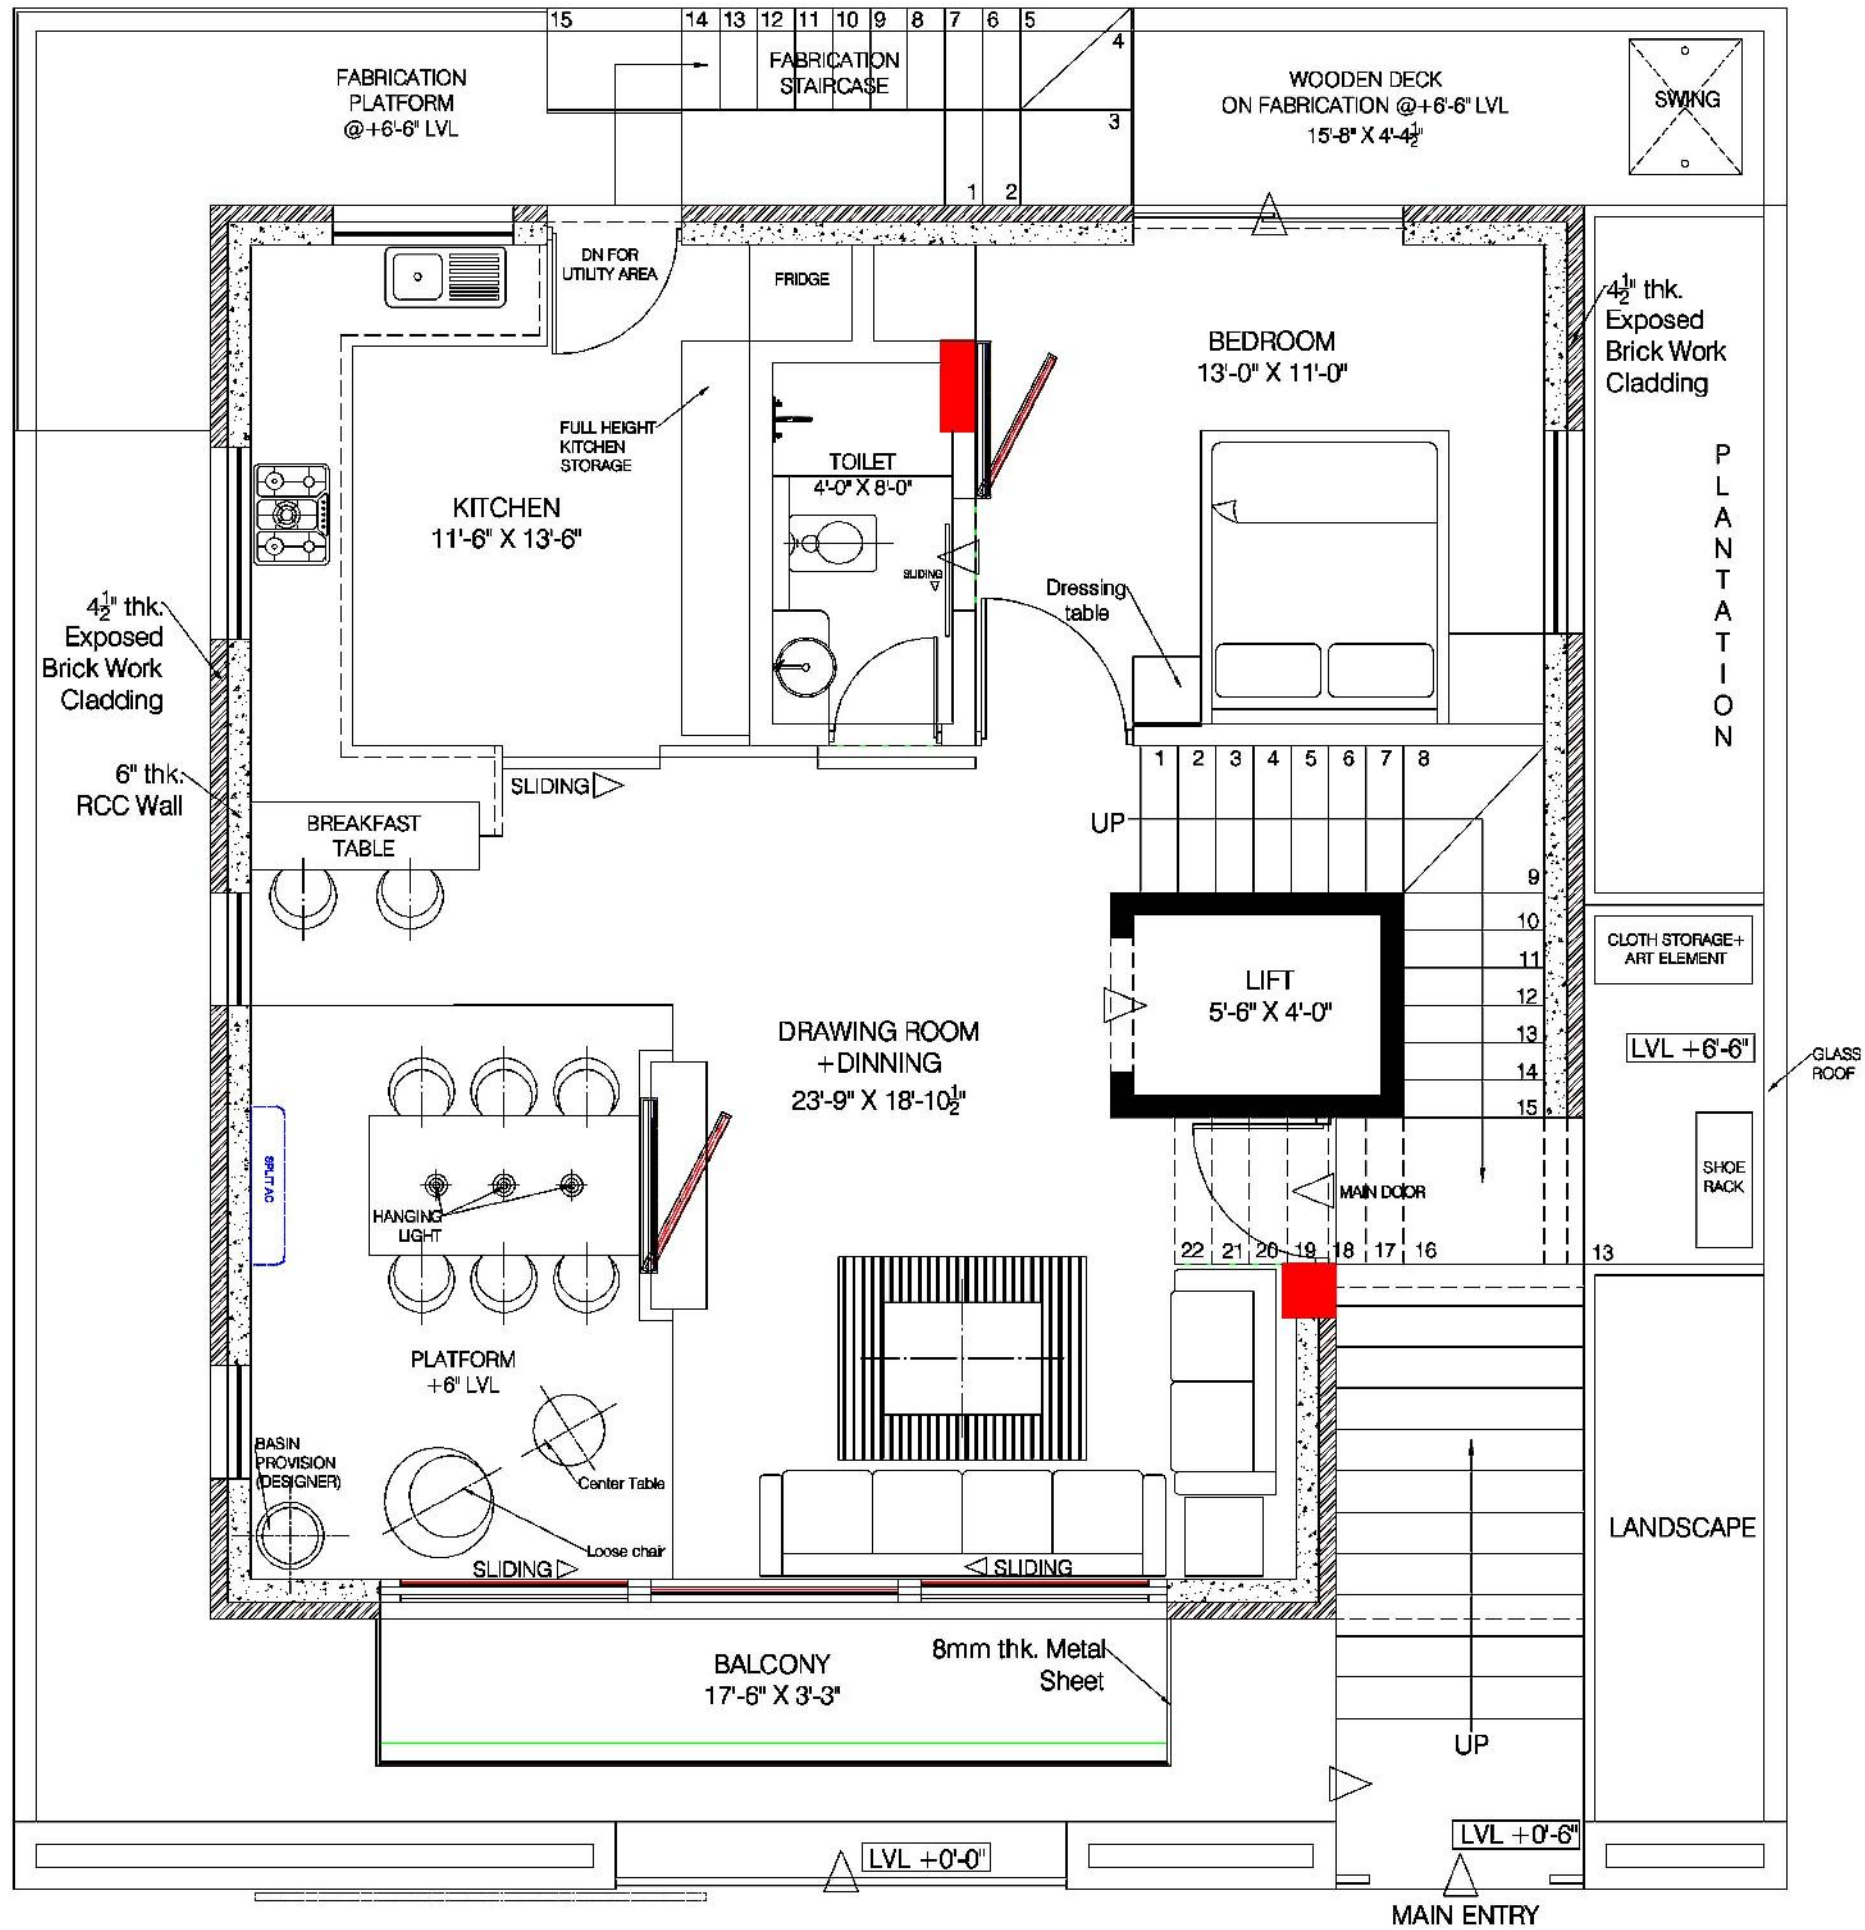 15 14 13 12 11 10 9 8 7 6 5
4
3
1 2
FABRICATION
PLATFORM
@+6'-6" LVL
FABRICATION
STAIRCASE
WOODEN DECK
ON FABRICATION @+6'-6" LVL
15'-8" X 4'-4½"
SWING
DN FOR
UTILITY AREA
FRIDGE
BEDROOM
13'-0" X 11'-0"
4½" thk.
Exposed
Brick Work
Cladding
FULL HEIGHT
KITCHEN
STORAGE
TOILET
4'-0" X 8'-0"
SLIDING
KITCHEN
11'-6" X 13'-6"
PLANTATION
Dressing
table
4½" thk.
Exposed
Brick Work
Cladding
6" thk.
RCC Wall
SLIDING
BREAKFAST
TABLE
1 2 3 4 5 6 7 8
UP
9
10
11
12
13
14
15
LIFT
5'-6" X 4'-0"
CLOTH STORAGE+
ART ELEMENT
LVL +6'-6"
GLASS
ROOF
DRAWING ROOM
+DINNING
23'-9" X 18'-10½"
SPLIT AC
HANGING
LIGHT
SHOE
RACK
MAIN DOOR
22 21 20 19 18 17 16
13
PLATFORM
+6" LVL
BASIN
PROVISION
(DESIGNER)
Center Table
Loose chair
SLIDING
SLIDING
LANDSCAPE
BALCONY
17'-6" X 3'-3"
8mm thk. Metal
Sheet
UP
LVL +0'-6"
LVL +0'-0"
MAIN ENTRY